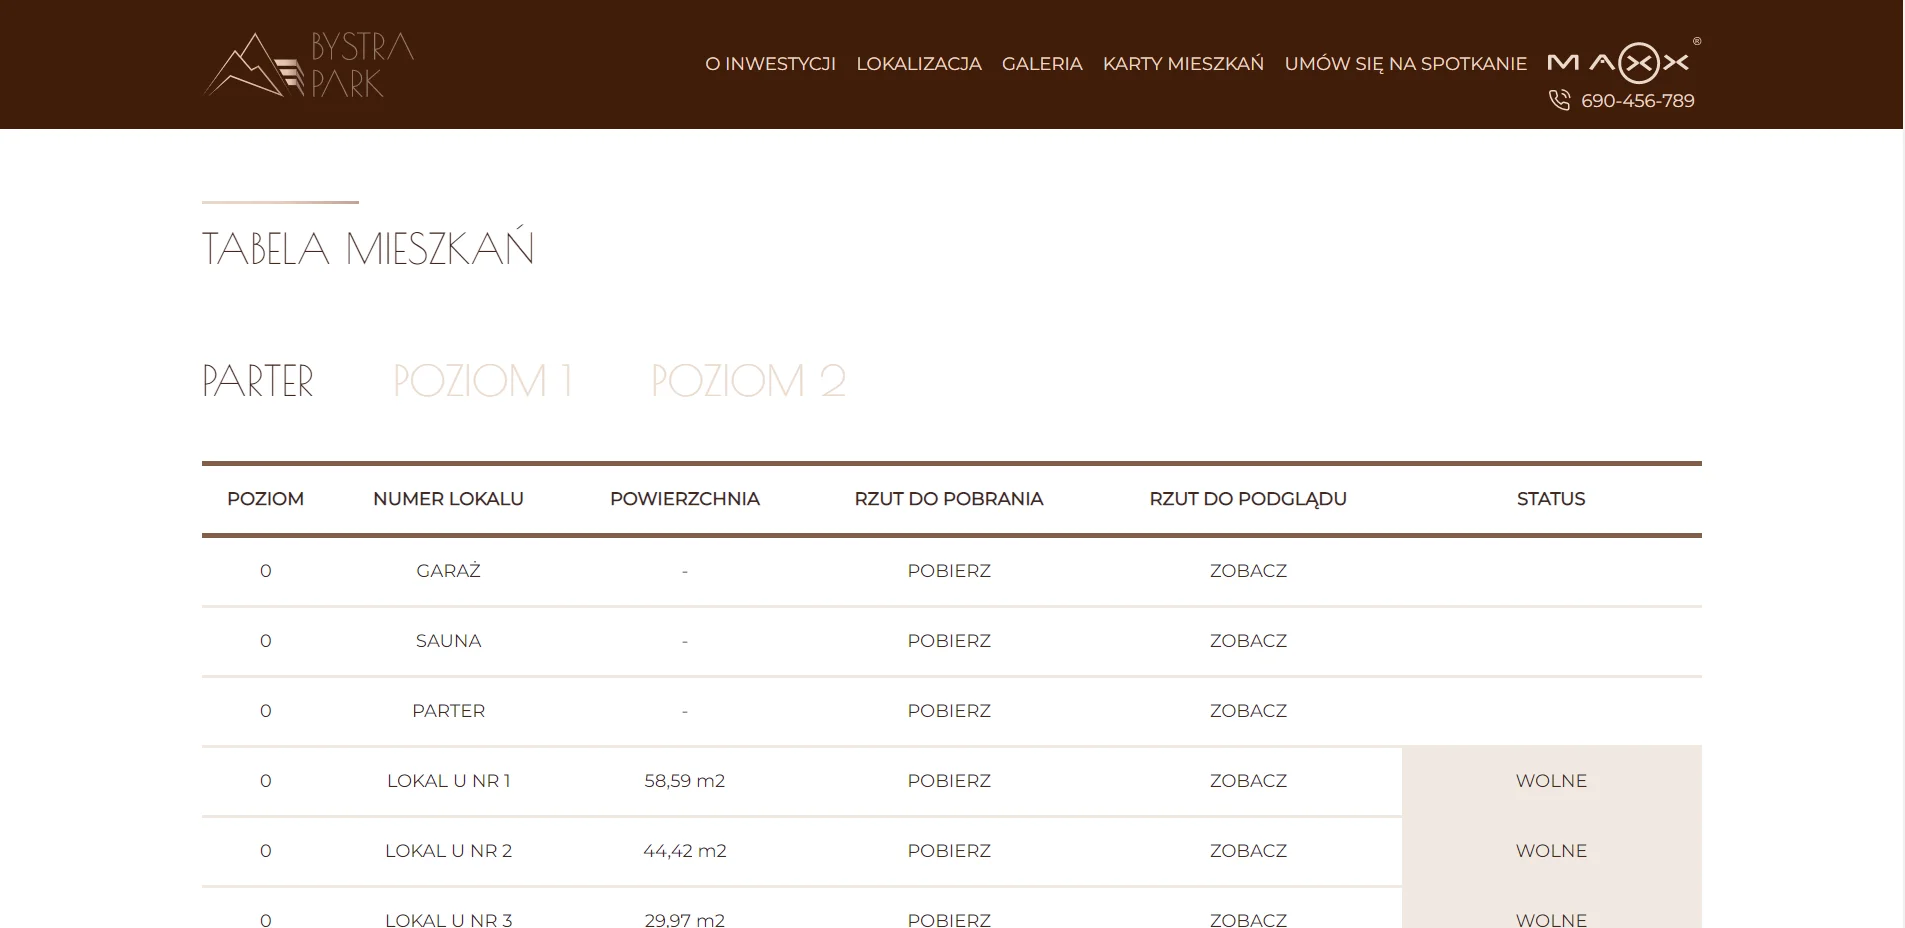 BYSTRA
PARK
O INWESTYCJI LOKALIZACJA GALERIA KARTY MIESZKAŃ UMÓW SIĘ NA SPOTKANIE
MAXX®
690-456-789
TABELA MIESZKAŃ
PARTER POZIOM 1 POZIOM 2
POZIOM NUMER LOKALU POWIERZCHNIA RZUT DO POBRANIA RZUT DO PODGLĄDU STATUS
0 GARAŻ - POBIERZ ZOBACZ
0 SAUNA - POBIERZ ZOBACZ
0 PARTER - POBIERZ ZOBACZ
0 LOKAL U NR 1 58,59 m2 POBIERZ ZOBACZ WOLNE
0 LOKAL U NR 2 44,42 m2 POBIERZ ZOBACZ WOLNE
0 LOKAL U NR 3 29,97 m2 POBIERZ ZOBACZ WOLNE